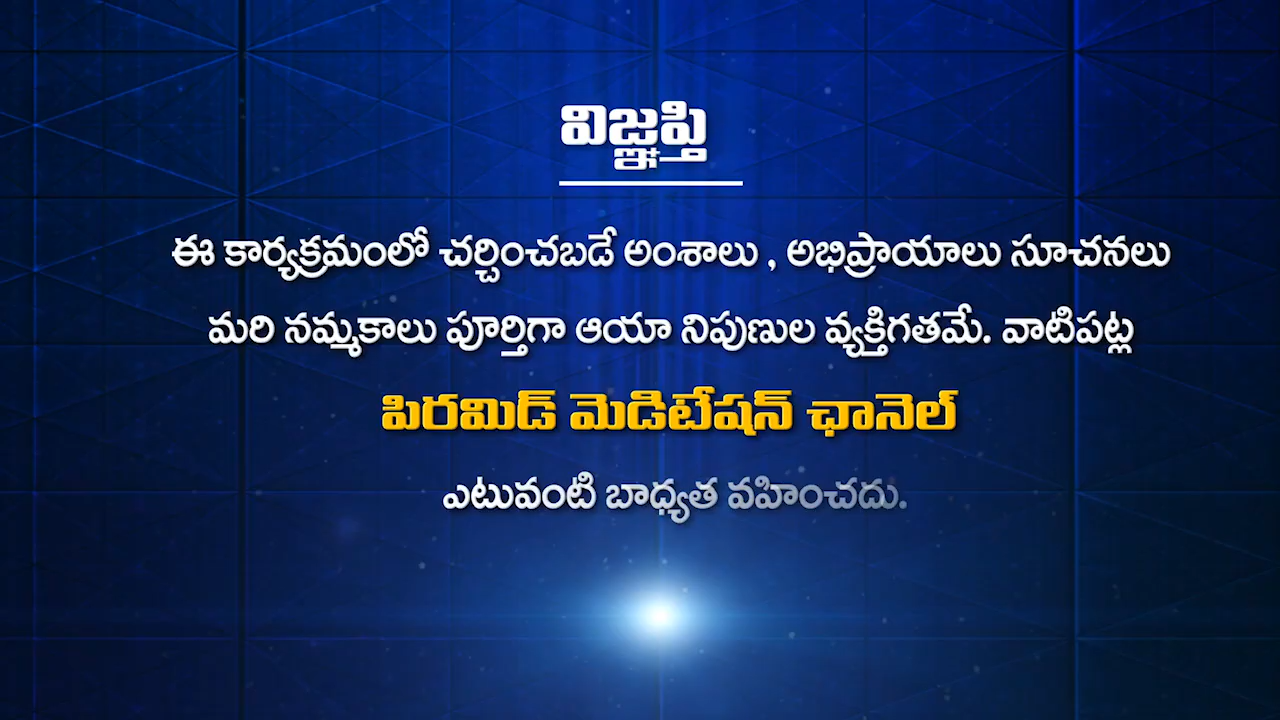 విజ్ఞప్తి
ఈ కార్యక్రమంలో చర్చించబడే అంశాలు , అభిప్రాయాలు సూచనలు
మరి నమ్మకాలు పూర్తిగా ఆయా నిపుణుల వ్యక్తిగతమే. వాటిపట్ల
పిరమిడ్ మెడిటేషన్ ఛానెల్
ఎటువంటి బాధ్యత వహించదు.